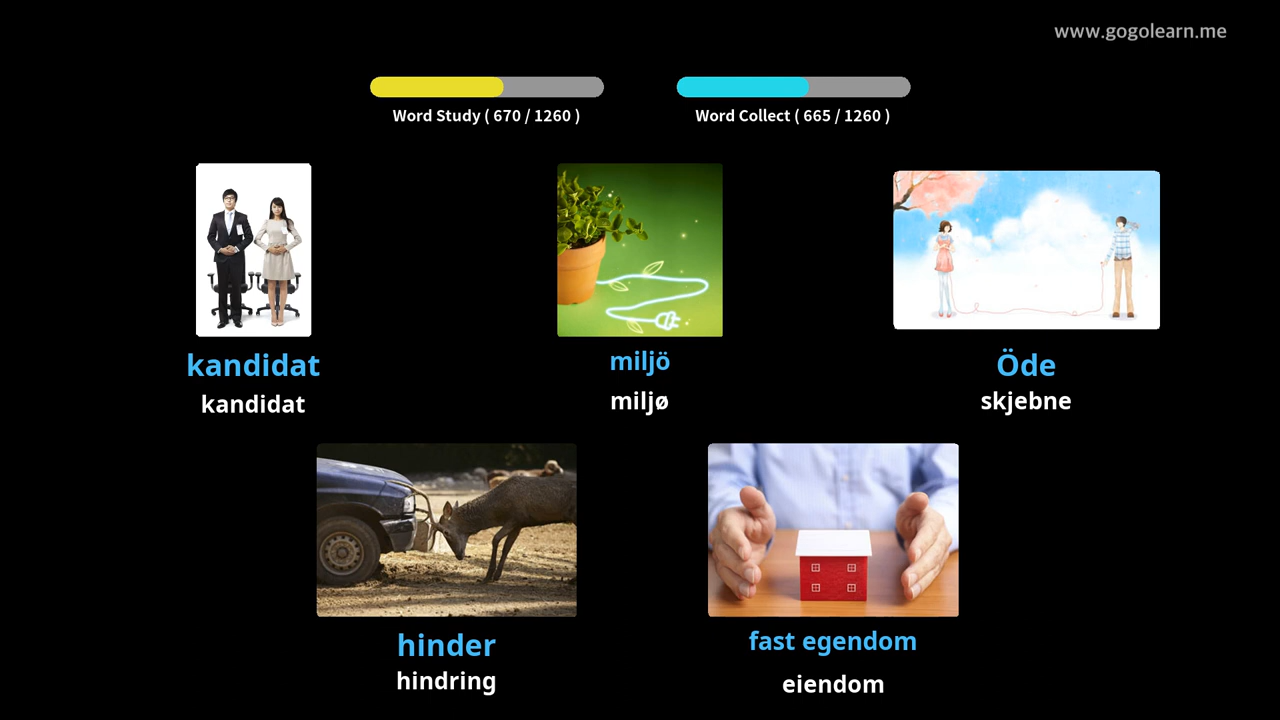 www.gogolearn.me
Word Study ( 670 / 1260 )
Word Collect ( 665 / 1260 )
kandidat
kandidat
miljö
miljø
Öde
skjebne
hinder
hindring
fast egendom
eiendom